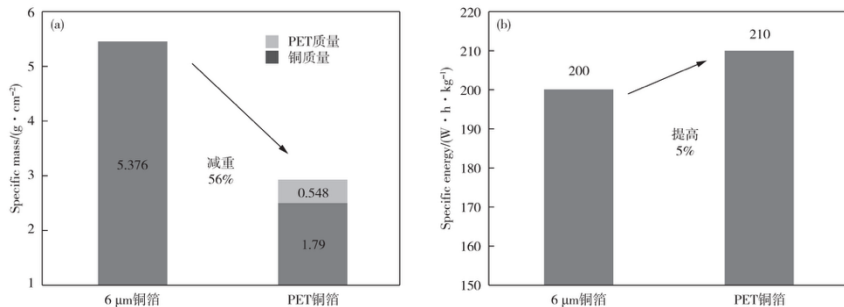 (a)
Specific mass/(g·cm⁻²)
6
5
4
3
2
1
PET质量
铜质量
5.376
减重
56%
0.548
1.79
6 μm铜箔
PET铜箔
(b)
Specific energy/(W·h·kg⁻¹)
220
210
200
190
180
170
160
150
200
210
提高
5%
6 μm铜箔
PET铜箔